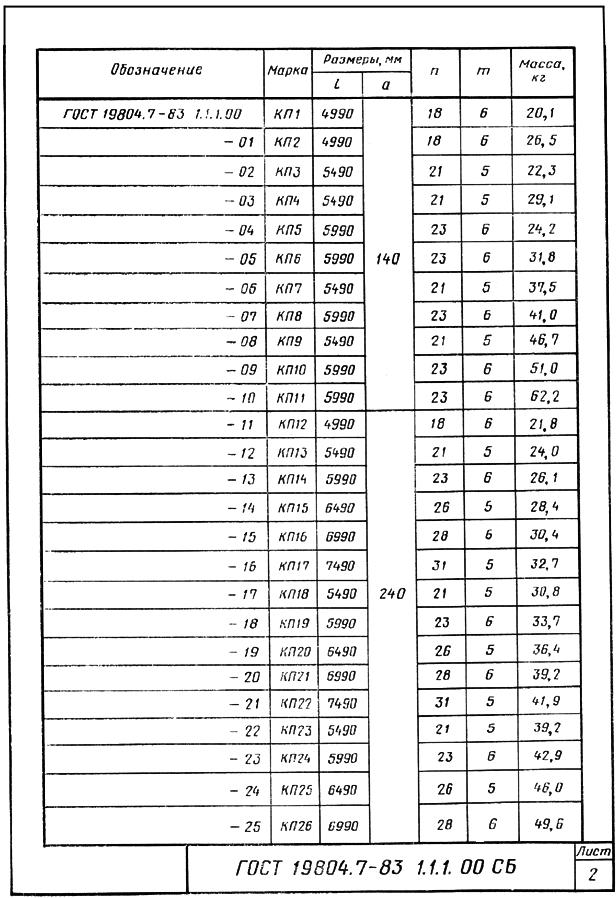 Обозначение Марка Размеры, мм n m Масса, кг
l a
ГОСТ 19804.7-83 1.1.1.00 КП1 4990 18 6 20,1
- 01 КП2 4990 18 6 26,5
- 02 КП3 5490 21 5 22,3
- 03 КП4 5490 21 5 29,1
- 04 КП5 5990 23 6 24,2
- 05 КП6 5990 140 23 6 31,8
- 06 КП7 5490 21 5 37,5
- 07 КП8 5990 23 6 41,0
- 08 КП9 5490 21 5 46,7
- 09 КП10 5990 23 6 51,0
- 10 КП11 5990 23 6 62,2
- 11 КП12 4990 18 6 21,8
- 12 КП13 5490 21 5 24,0
- 13 КП14 5990 23 6 26,1
- 14 КП15 6490 26 5 28,4
- 15 КП16 6990 28 6 30,4
- 16 КП17 7490 31 5 32,7
- 17 КП18 5490 240 21 5 30,8
- 18 КП19 5990 23 6 33,7
- 19 КП20 6490 26 5 36,4
- 20 КП21 6990 28 6 39,2
- 21 КП22 7490 31 5 41,9
- 22 КП23 5490 21 5 39,2
- 23 КП24 5990 23 6 42,9
- 24 КП25 6490 26 5 46,0
- 25 КП26 6990 28 6 49,6
ГОСТ 19804.7-83 1.1.1.00 СБ
Лист
2